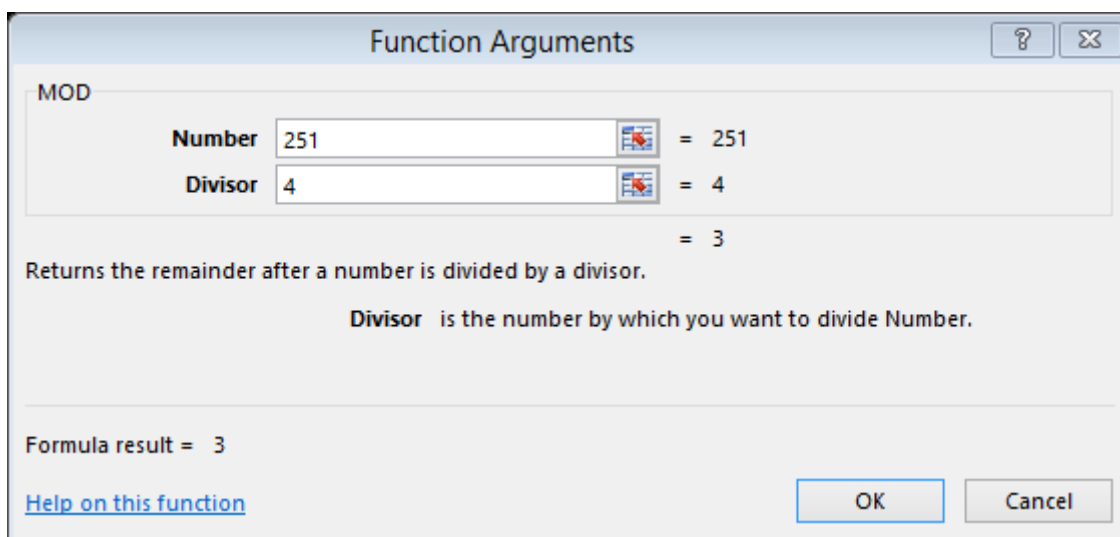 Function Arguments
MOD
Number 251 = 251
Divisor 4 = 4
= 3
Returns the remainder after a number is divided by a divisor.
Divisor is the number by which you want to divide Number.
Formula result = 3
Help on this function OK Cancel